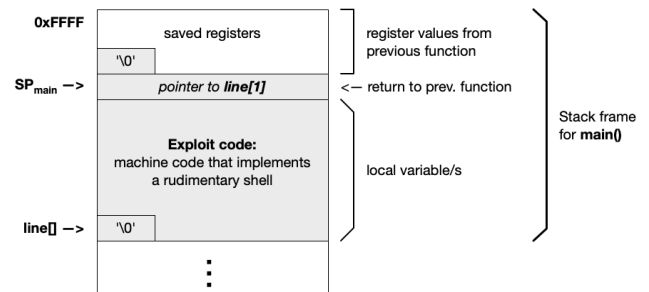 0xFFFF
saved registers
register values from
previous function
'\0'
SPmain —>
pointer to line[1]
<— return to prev. function
Stack frame
for main()
Exploit code:
machine code that implements
a rudimentary shell
local variable/s
line[] —>
'\0'